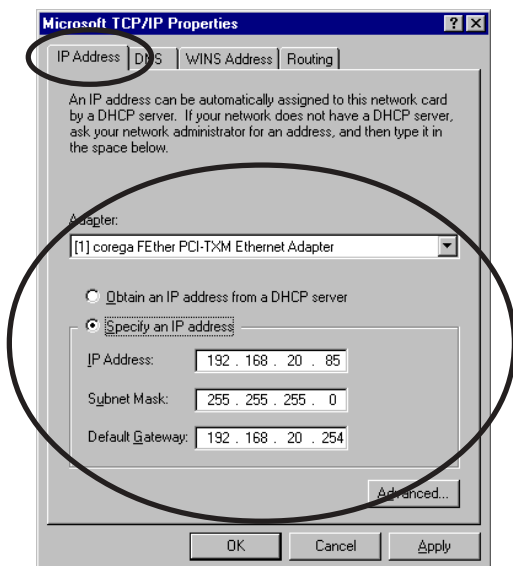 Microsoft TCP/IP Properties
IP Address DNS WINS Address Routing
An IP address can be automatically assigned to this network card
by a DHCP server. If your network does not have a DHCP server,
ask your network administrator for an address, and then type it in
the space below.
Adapter:
[1] corega FEther PCI-TXM Ethernet Adapter
Obtain an IP address from a DHCP server
Specify an IP address
IP Address: 192 . 168 . 20 . 85
Subnet Mask: 255 . 255 . 255 . 0
Default Gateway: 192 . 168 . 20 . 254
Advanced...
OK Cancel Apply